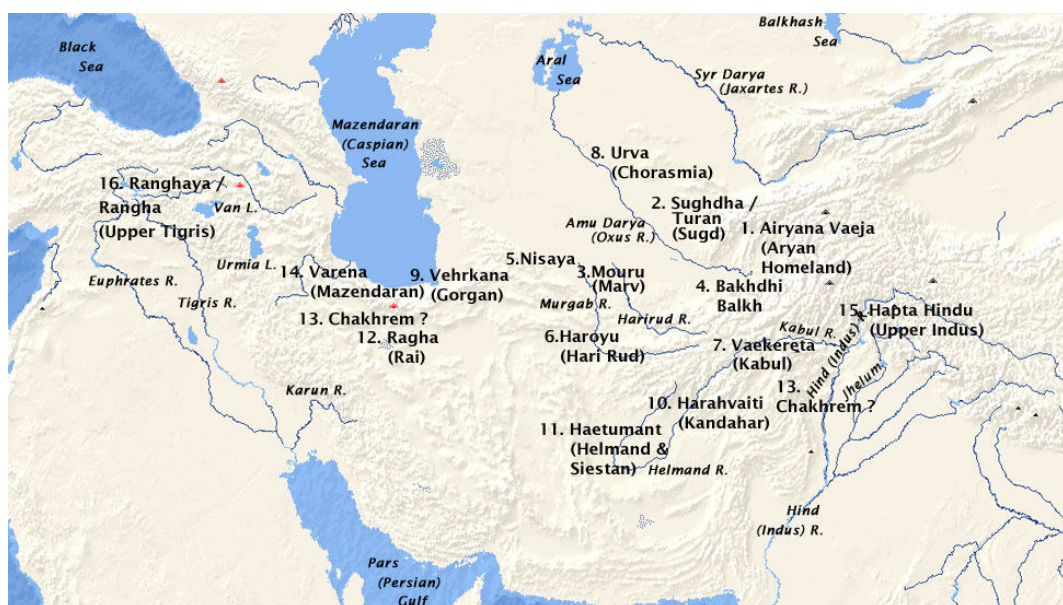 Black
Sea
Balkhash
Sea
Aral
Sea
Syr Darya
(Jaxartes R.)
Mazendaran
(Caspian)
Sea
8. Urva
(Chorasmia)
16. Ranghaya /
Rangha
(Upper Tigris)
Van L.
2. Sughdha /
Turan
(Sugd)
Amu Darya
(Oxus R.)
1. Airyana Vaeja
(Aryan
Homeland)
Urmia L.
Euphrates R.
Tigris R.
14. Varena
(Mazendaran)
9. Vehrkana
(Gorgan)
5.Nisaya
3.Mouru
(Marv)
4. Bakhdhi
Balkh
Murgab R.
Harirud R.
13. Chakhrem ?
12. Ragha
(Rai)
6.Haroyu
(Hari Rud)
Kabul R.
15. Hapta Hindu
(Upper Indus)
7. Vaekereta
(Kabul)
Hind (Indus) R.
Jhelum
13.
Chakhrem ?
Karun R.
10. Harahvaiti
(Kandahar)
11. Haetumant
(Helmand &
Siestan)
Helmand R.
Hind
(Indus) R.
Pars
(Persian)
Gulf